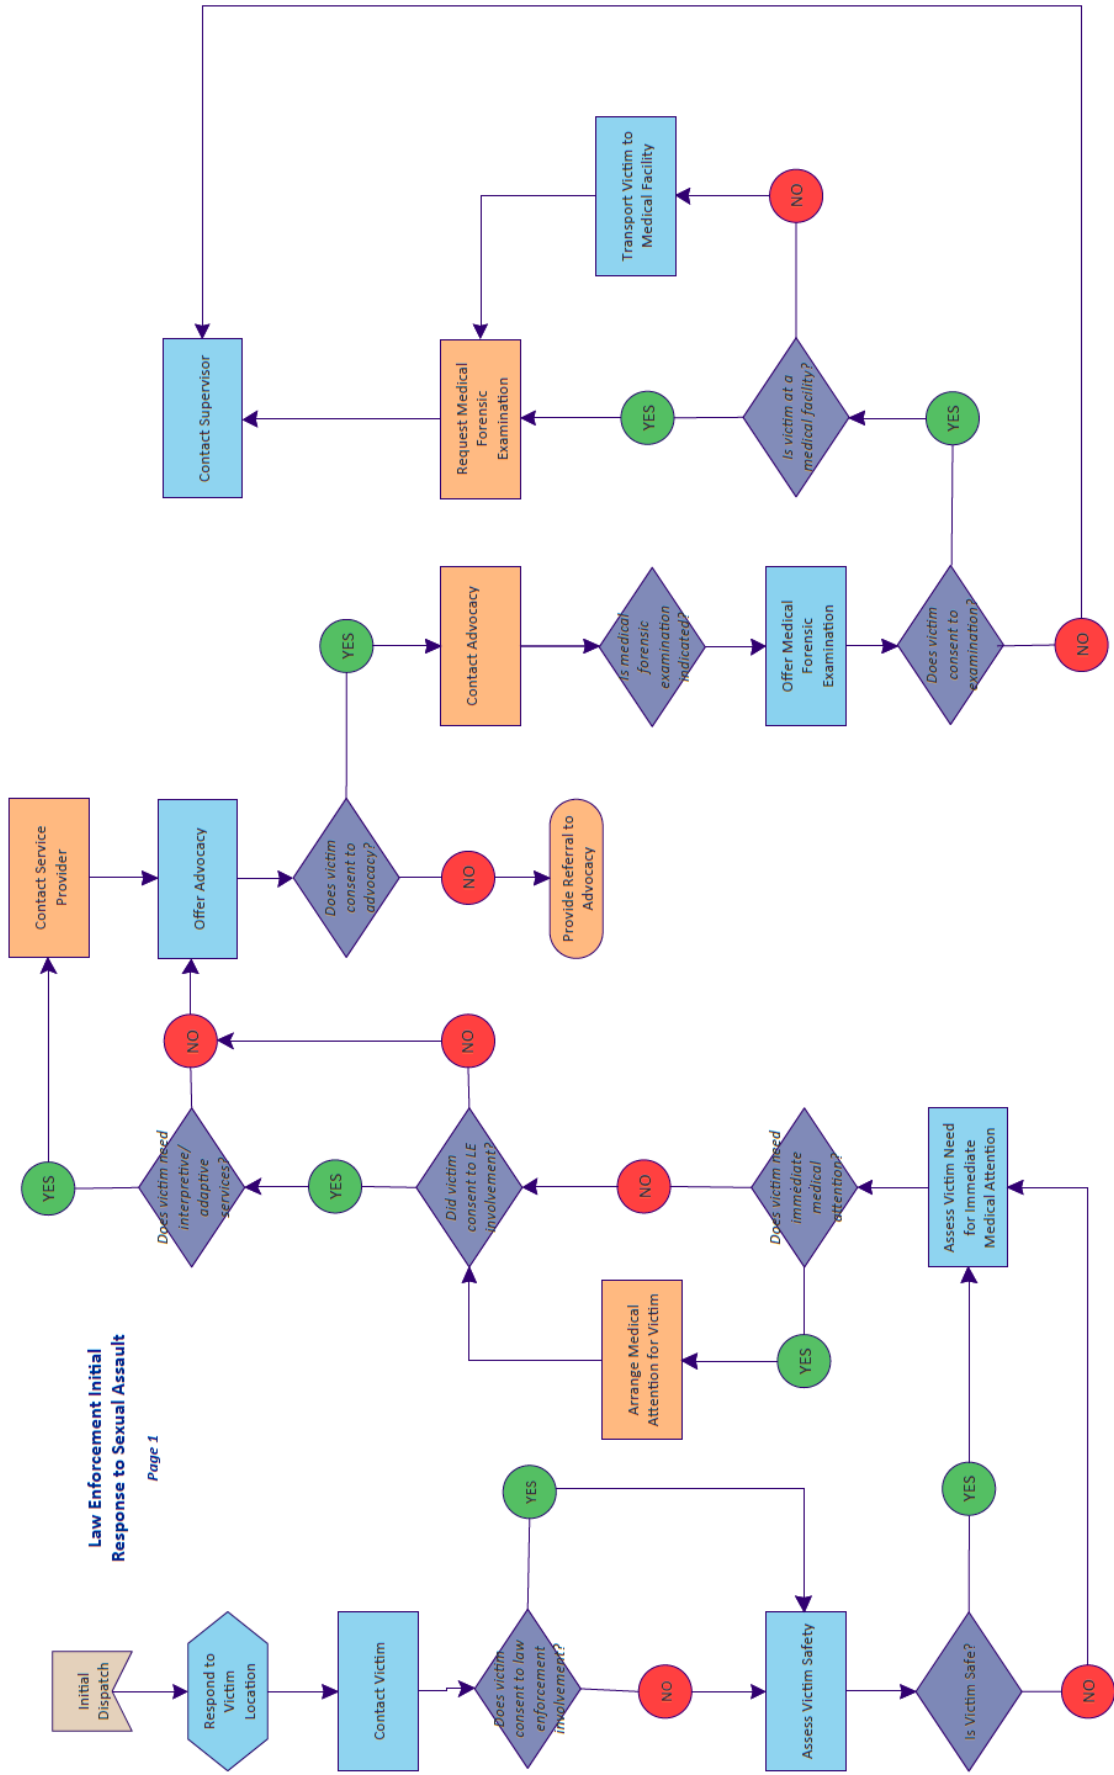 Law Enforcement Initial
Response to Sexual Assault
Page 1
Initial
Dispatch
Respond to
Victim
Location
Contact Victim
Does victim
consent to law
enforcement
involvement?
YES
NO
Assess Victim Safety
Is Victim Safe?
YES
NO
Assess Victim Need
for Immediate
Medical Attention
Does victim need
immediate
medical
attention?
YES
NO
Arrange Medical
Attention for Victim
Did victim
consent to LE
involvement?
YES
NO
Does victim need
interpretive/
adaptive
services?
YES
NO
Contact Service
Provider
Offer Advocacy
Does victim
consent to
advocacy?
YES
NO
Provide Referral to
Advocacy
Contact Advocacy
Is medical
forensic
examination
indicated?
Offer Medical
Forensic
Examination
Does victim
consent to
examination?
YES
NO
Is victim at a
medical facility?
YES
NO
Transport Victim to
Medical Facility
Request Medical
Forensic
Examination
Contact Supervisor